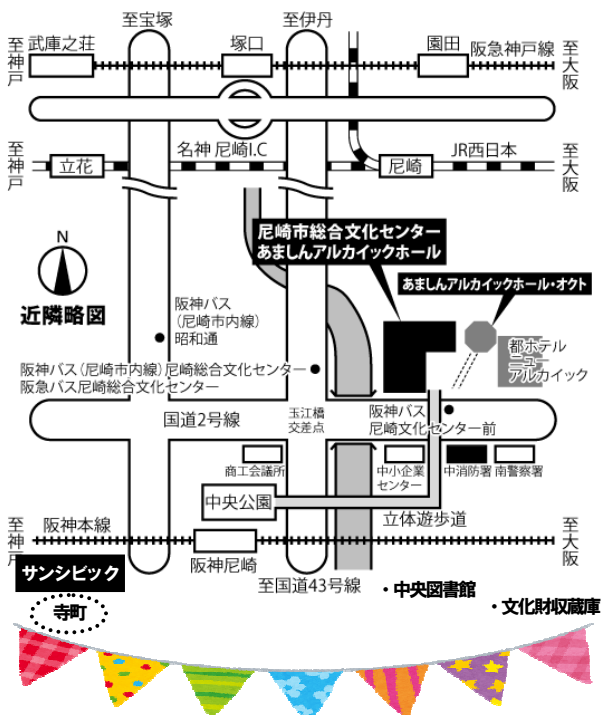 至宝塚
至伊丹
至神戸
武庫之荘
塚口
園田
阪急神戸線
至大阪
至神戸
立花
名神 尼崎I.C
尼崎
JR西日本
至大阪
尼崎市総合文化センター
あましんアルカイックホール
N
近隣略図
あましんアルカイックホール・オクト
阪神バス
(尼崎市内線)
昭和通
都ホテル
ニュー
アルカイック
阪神バス(尼崎市内線)尼崎総合文化センター
阪急バス尼崎総合文化センター
国道2号線
玉江橋
交差点
阪神バス
尼崎文化センター前
商工会議所
中小企業
センター
中消防署
南警察署
中央公園
立体遊歩道
至神戸
阪神本線
阪神尼崎
至大阪
サンシビック
至国道43号線
・中央図書館
寺町
・文化財収蔵庫